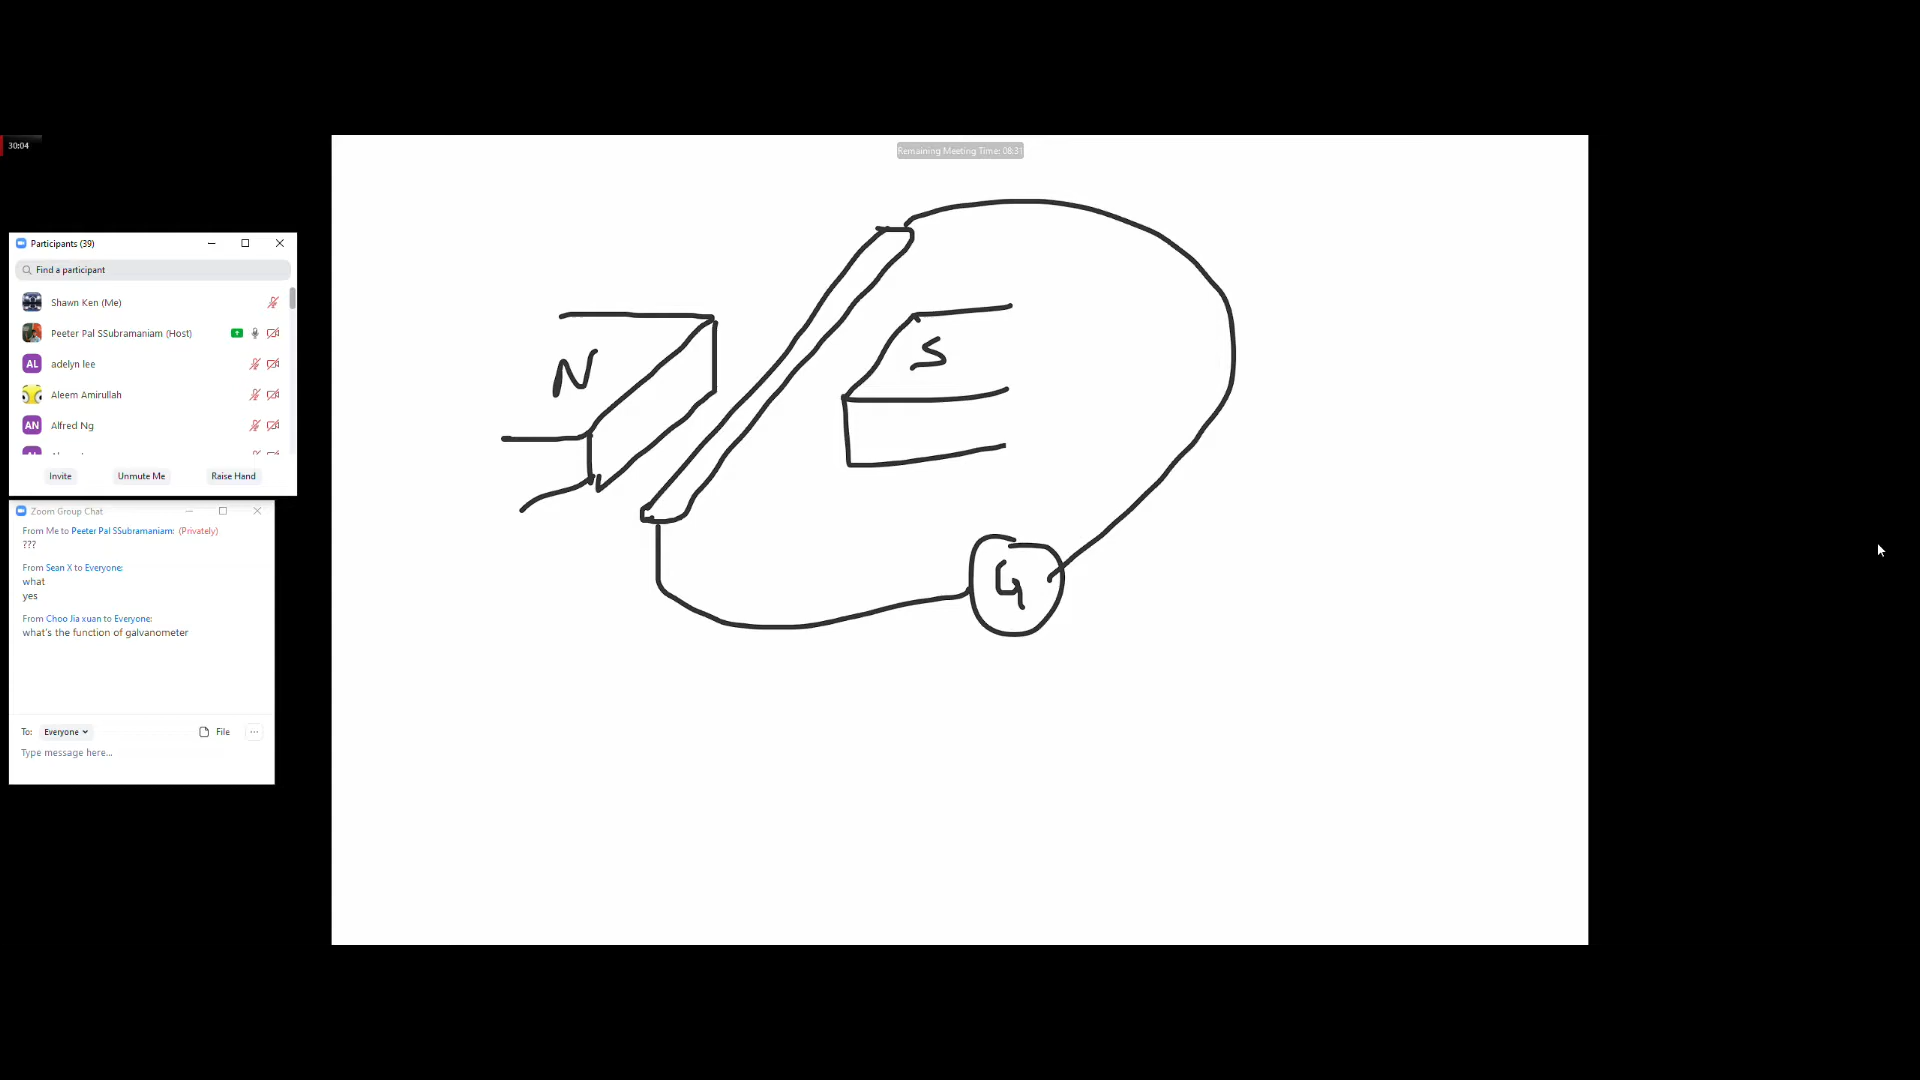 30:04
Remaining Meeting Time: 08:31
Participants (39)
Find a participant
Shawn Ken (Me)
Peeter Pal SSubramaniam (Host)
AL adelyn lee
Aleem Amirullah
AN Alfred Ng
Invite Unmute Me Raise Hand
Zoom Group Chat
From Me to Peeter Pal SSubramaniam: (Privately)
???
From Sean X to Everyone:
what
yes
From Choo Jia xuan to Everyone:
what's the function of galvanometer
To: Everyone File ...
Type message here...
N
S
G